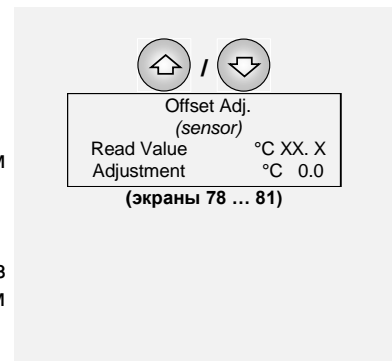 /
Offset Adj.
(sensor)
Read Value °C XX. X
Adjustment °C 0.0
(экраны 78 … 81)